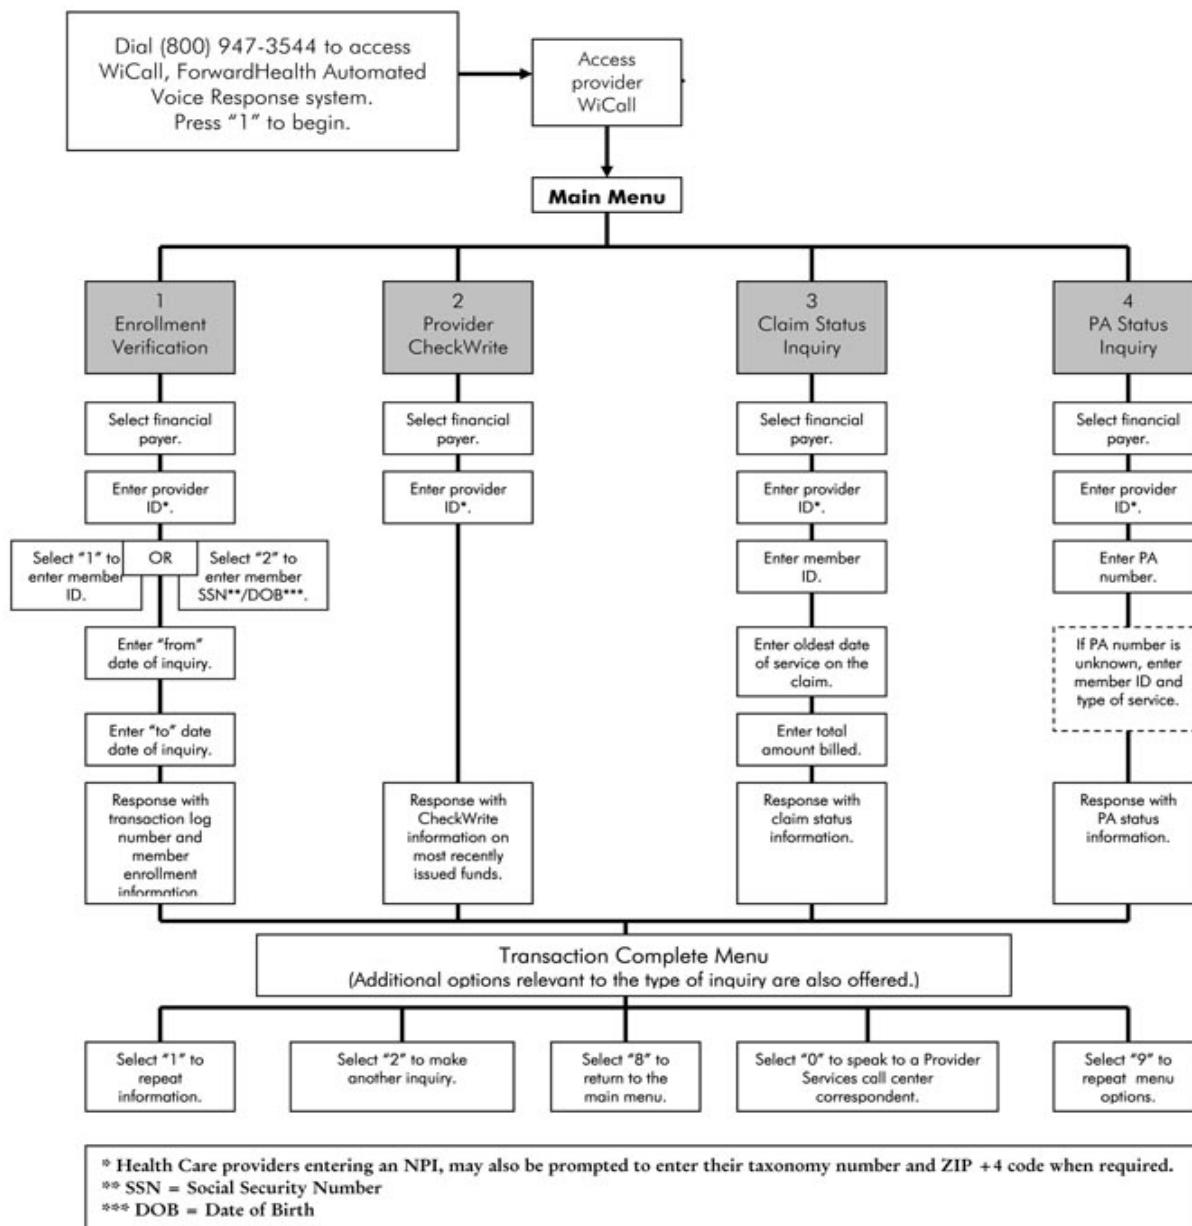 Dial (800) 947-3544 to access
WiCall, ForwardHealth Automated
Voice Response system.
Press “1” to begin.
Access
provider
WiCall
Main Menu
1
Enrollment
Verification
2
Provider
CheckWrite
3
Claim Status
Inquiry
4
PA Status
Inquiry
Select financial
payer.
Select financial
payer.
Select financial
payer.
Select financial
payer.
Enter provider
ID*.
Enter provider
ID*.
Enter provider
ID*.
Enter provider
ID*.
Select “1” to
enter member
ID.
OR
Select “2” to
enter member
SSN**/DOB***.
Enter member
ID.
Enter PA
number.
Enter “from”
date of inquiry.
Enter oldest date
of service on the
claim.
If PA number is
unknown, enter
member ID and
type of service.
Enter “to” date
date of inquiry.
Enter total
amount billed.
Response with
transaction log
number and
member
enrollment
information.
Response with
CheckWrite
information on
most recently
issued funds.
Response with
claim status
information.
Response with
PA status
information.
Transaction Complete Menu
(Additional options relevant to the type of inquiry are also offered.)
Select “1” to
repeat
information.
Select “2” to make
another inquiry.
Select “8” to
return to the
main menu.
Select “0” to speak to a Provider
Services call center
correspondent.
Select “9” to
repeat menu
options.
* Health Care providers entering an NPI, may also be prompted to enter their taxonomy number and ZIP +4 code when required.
** SSN = Social Security Number
*** DOB = Date of Birth